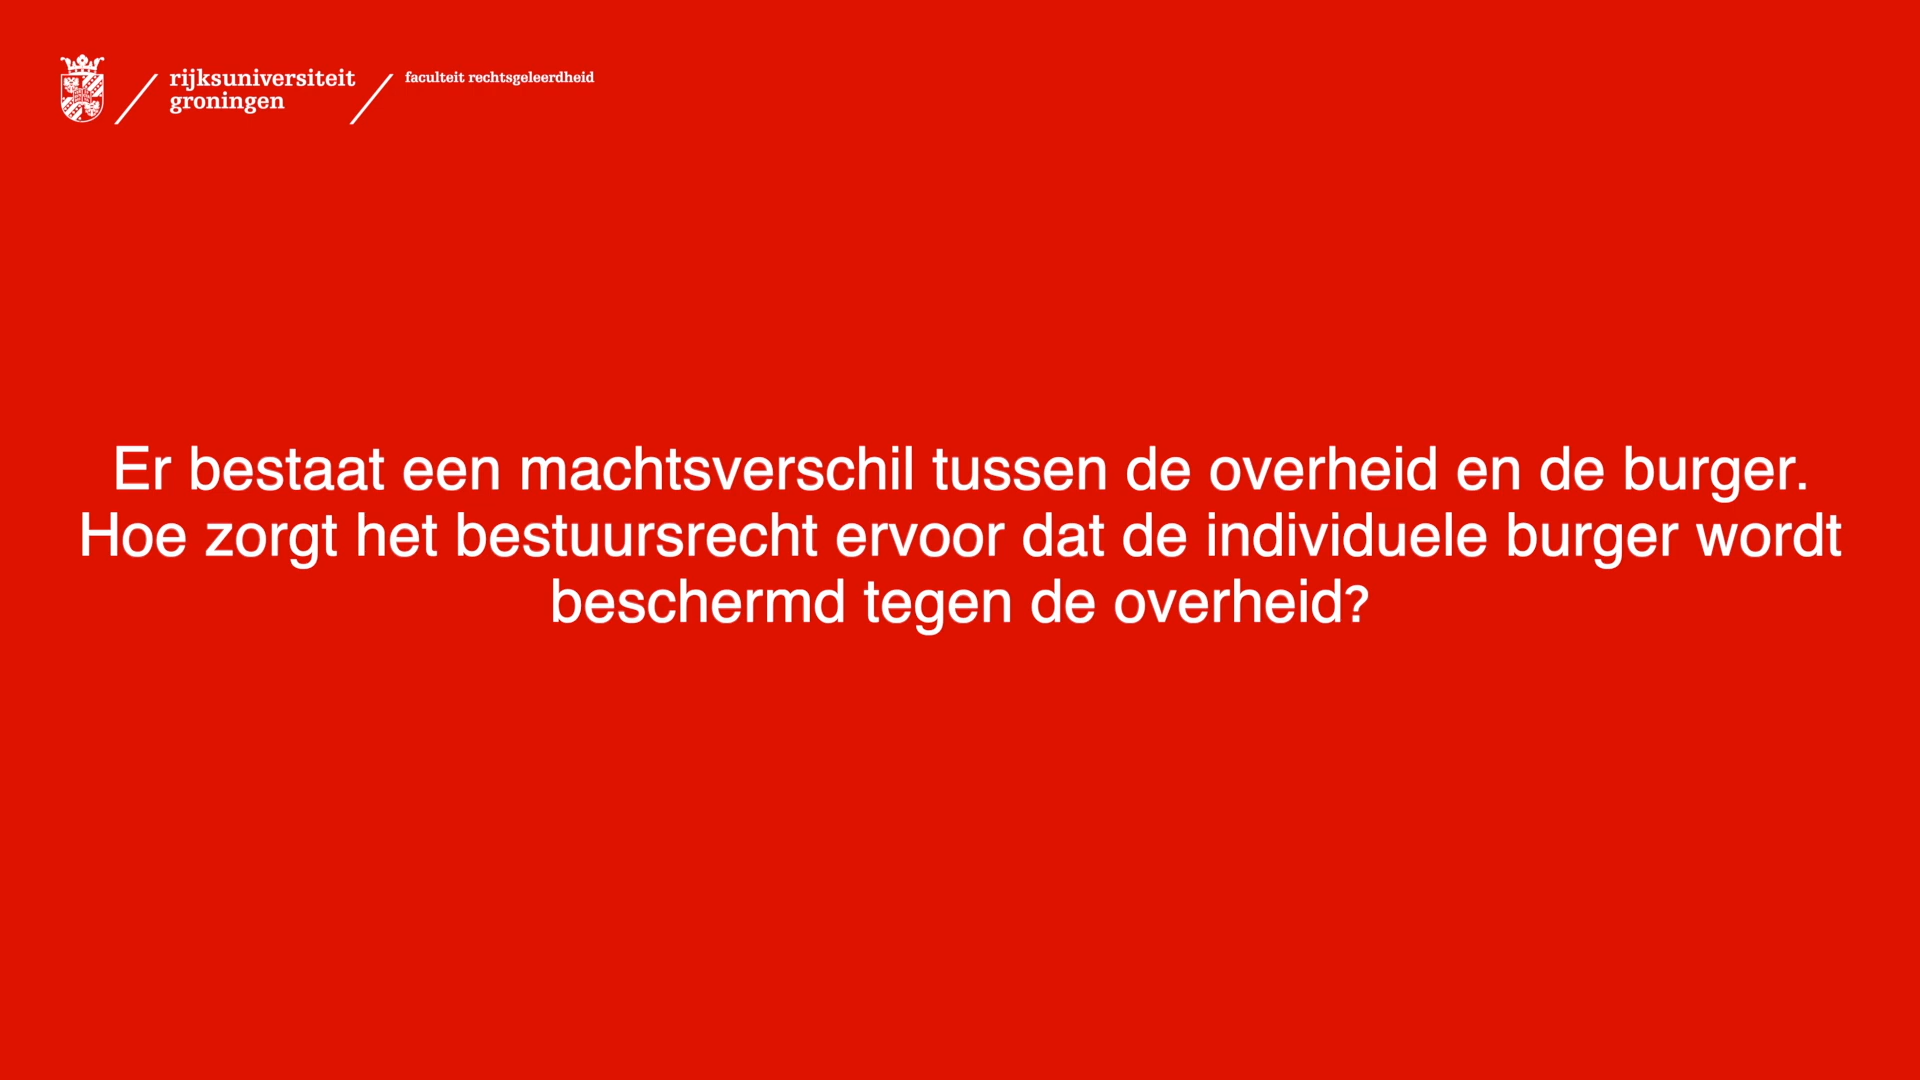 rijksuniversiteit
groningen
faculteit rechtsgeleerdheid
Er bestaat een machtsverschil tussen de overheid en de burger.
Hoe zorgt het bestuursrecht ervoor dat de individuele burger wordt
beschermd tegen de overheid?